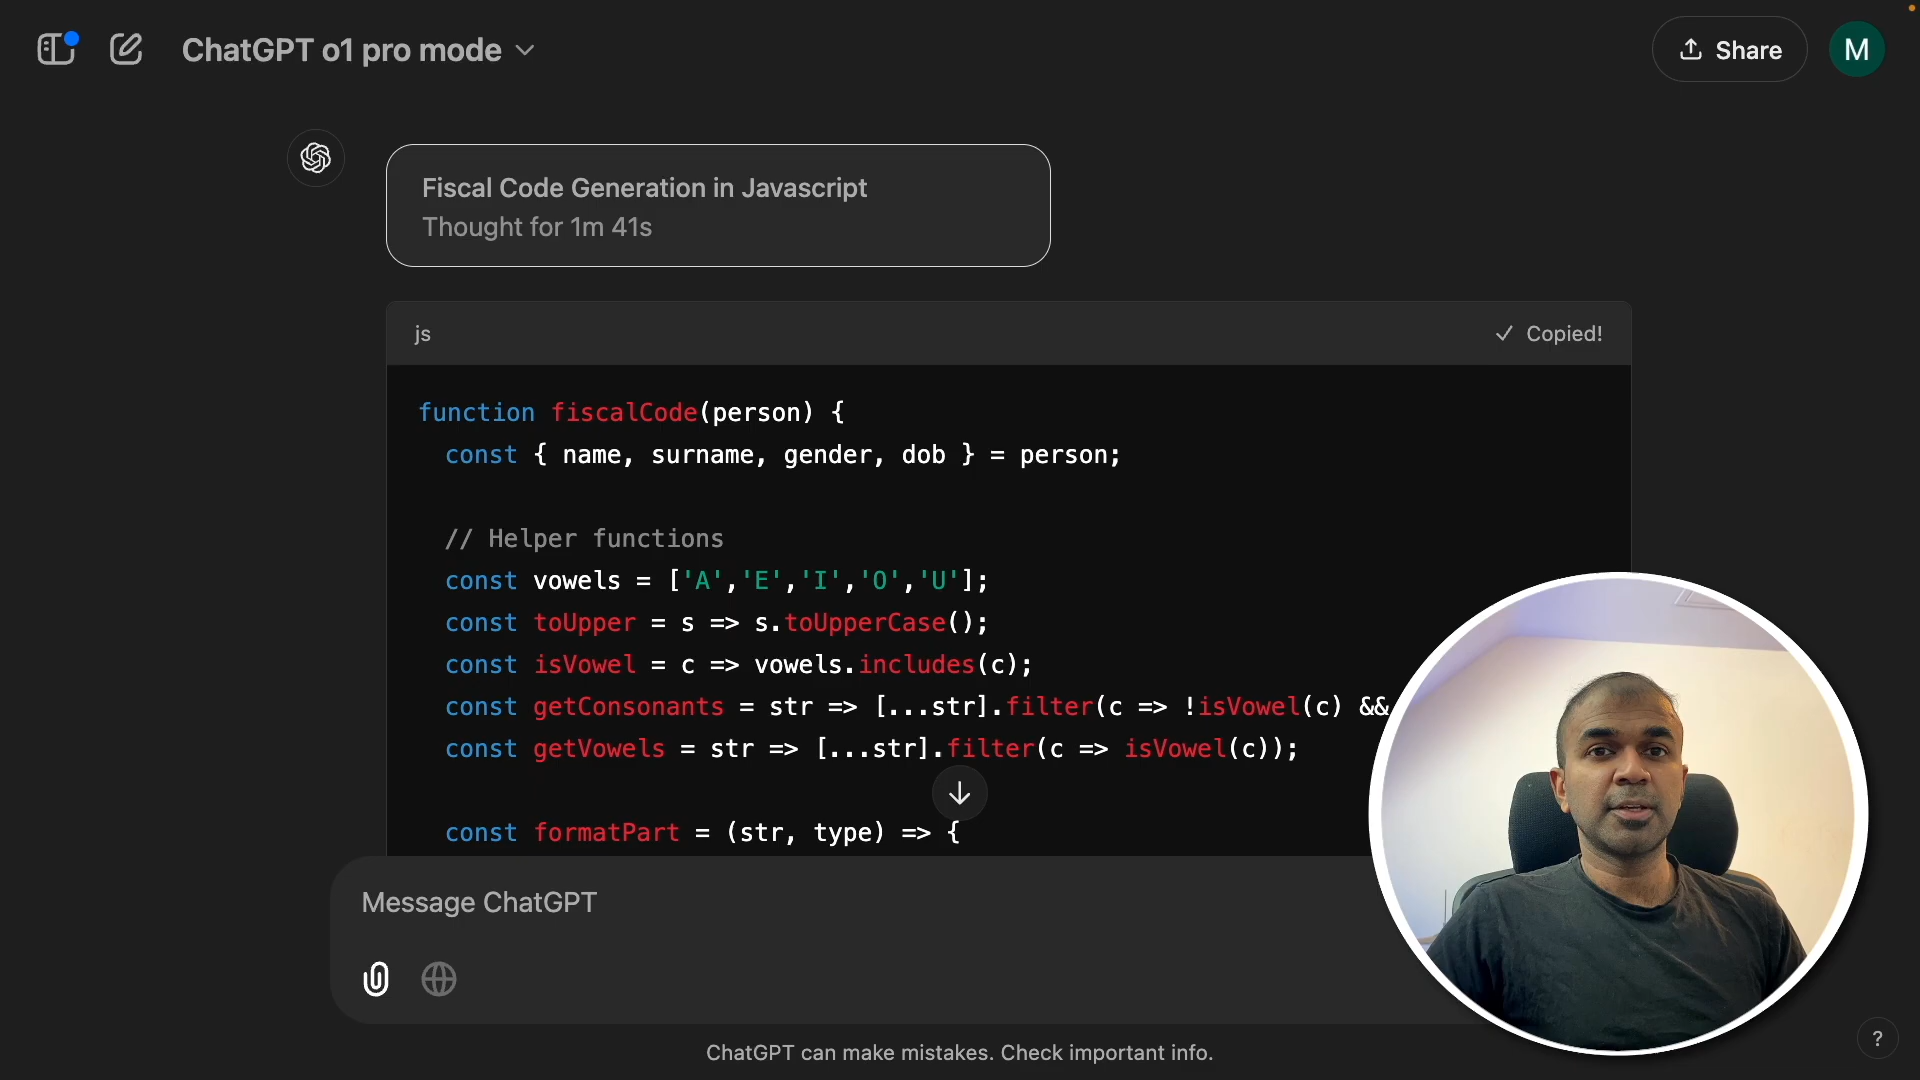 ChatGPT o1 pro mode
Share
M
Fiscal Code Generation in Javascript
Thought for 1m 41s
js
Copied!
function fiscalCode(person) {
const { name, surname, gender, dob } = person;
// Helper functions
const vowels = ['A','E','I','O','U'];
const toUpper = s => s.toUpperCase();
const isVowel = c => vowels.includes(c);
const getConsonants = str => [...str].filter(c => !isVowel(c) &&
const getVowels = str => [...str].filter(c => isVowel(c));
const formatPart = (str, type) => {
Message ChatGPT
ChatGPT can make mistakes. Check important info.
?